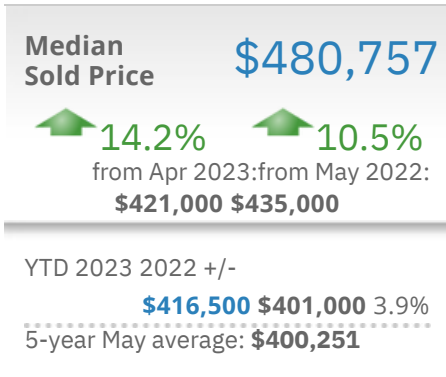 Median
Sold Price
$480,757
14.2% 10.5%
from Apr 2023:from May 2022:
$421,000 $435,000
YTD 2023 2022 +/-
$416,500 $401,000 3.9%
5-year May average: $400,251